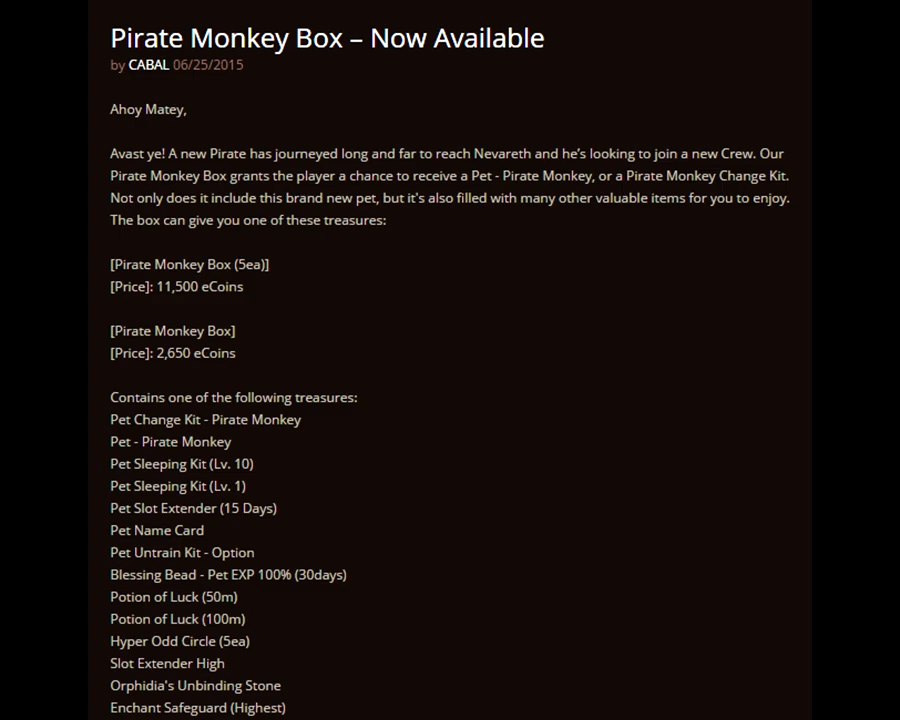 Pirate Monkey Box – Now Available
by CABAL 06/25/2015
Ahoy Matey,
Avast ye! A new Pirate has journeyed long and far to reach Nevareth and he’s looking to join a new Crew. Our
Pirate Monkey Box grants the player a chance to receive a Pet - Pirate Monkey, or a Pirate Monkey Change Kit.
Not only does it include this brand new pet, but it's also filled with many other valuable items for you to enjoy.
The box can give you one of these treasures:
[Pirate Monkey Box (5ea)]
[Price]: 11,500 eCoins
[Pirate Monkey Box]
[Price]: 2,650 eCoins
Contains one of the following treasures:
Pet Change Kit - Pirate Monkey
Pet - Pirate Monkey
Pet Sleeping Kit (Lv. 10)
Pet Sleeping Kit (Lv. 1)
Pet Slot Extender (15 Days)
Pet Name Card
Pet Untrain Kit - Option
Blessing Bead - Pet EXP 100% (30days)
Potion of Luck (50m)
Potion of Luck (100m)
Hyper Odd Circle (5ea)
Slot Extender High
Orphidia's Unbinding Stone
Enchant Safeguard (Highest)